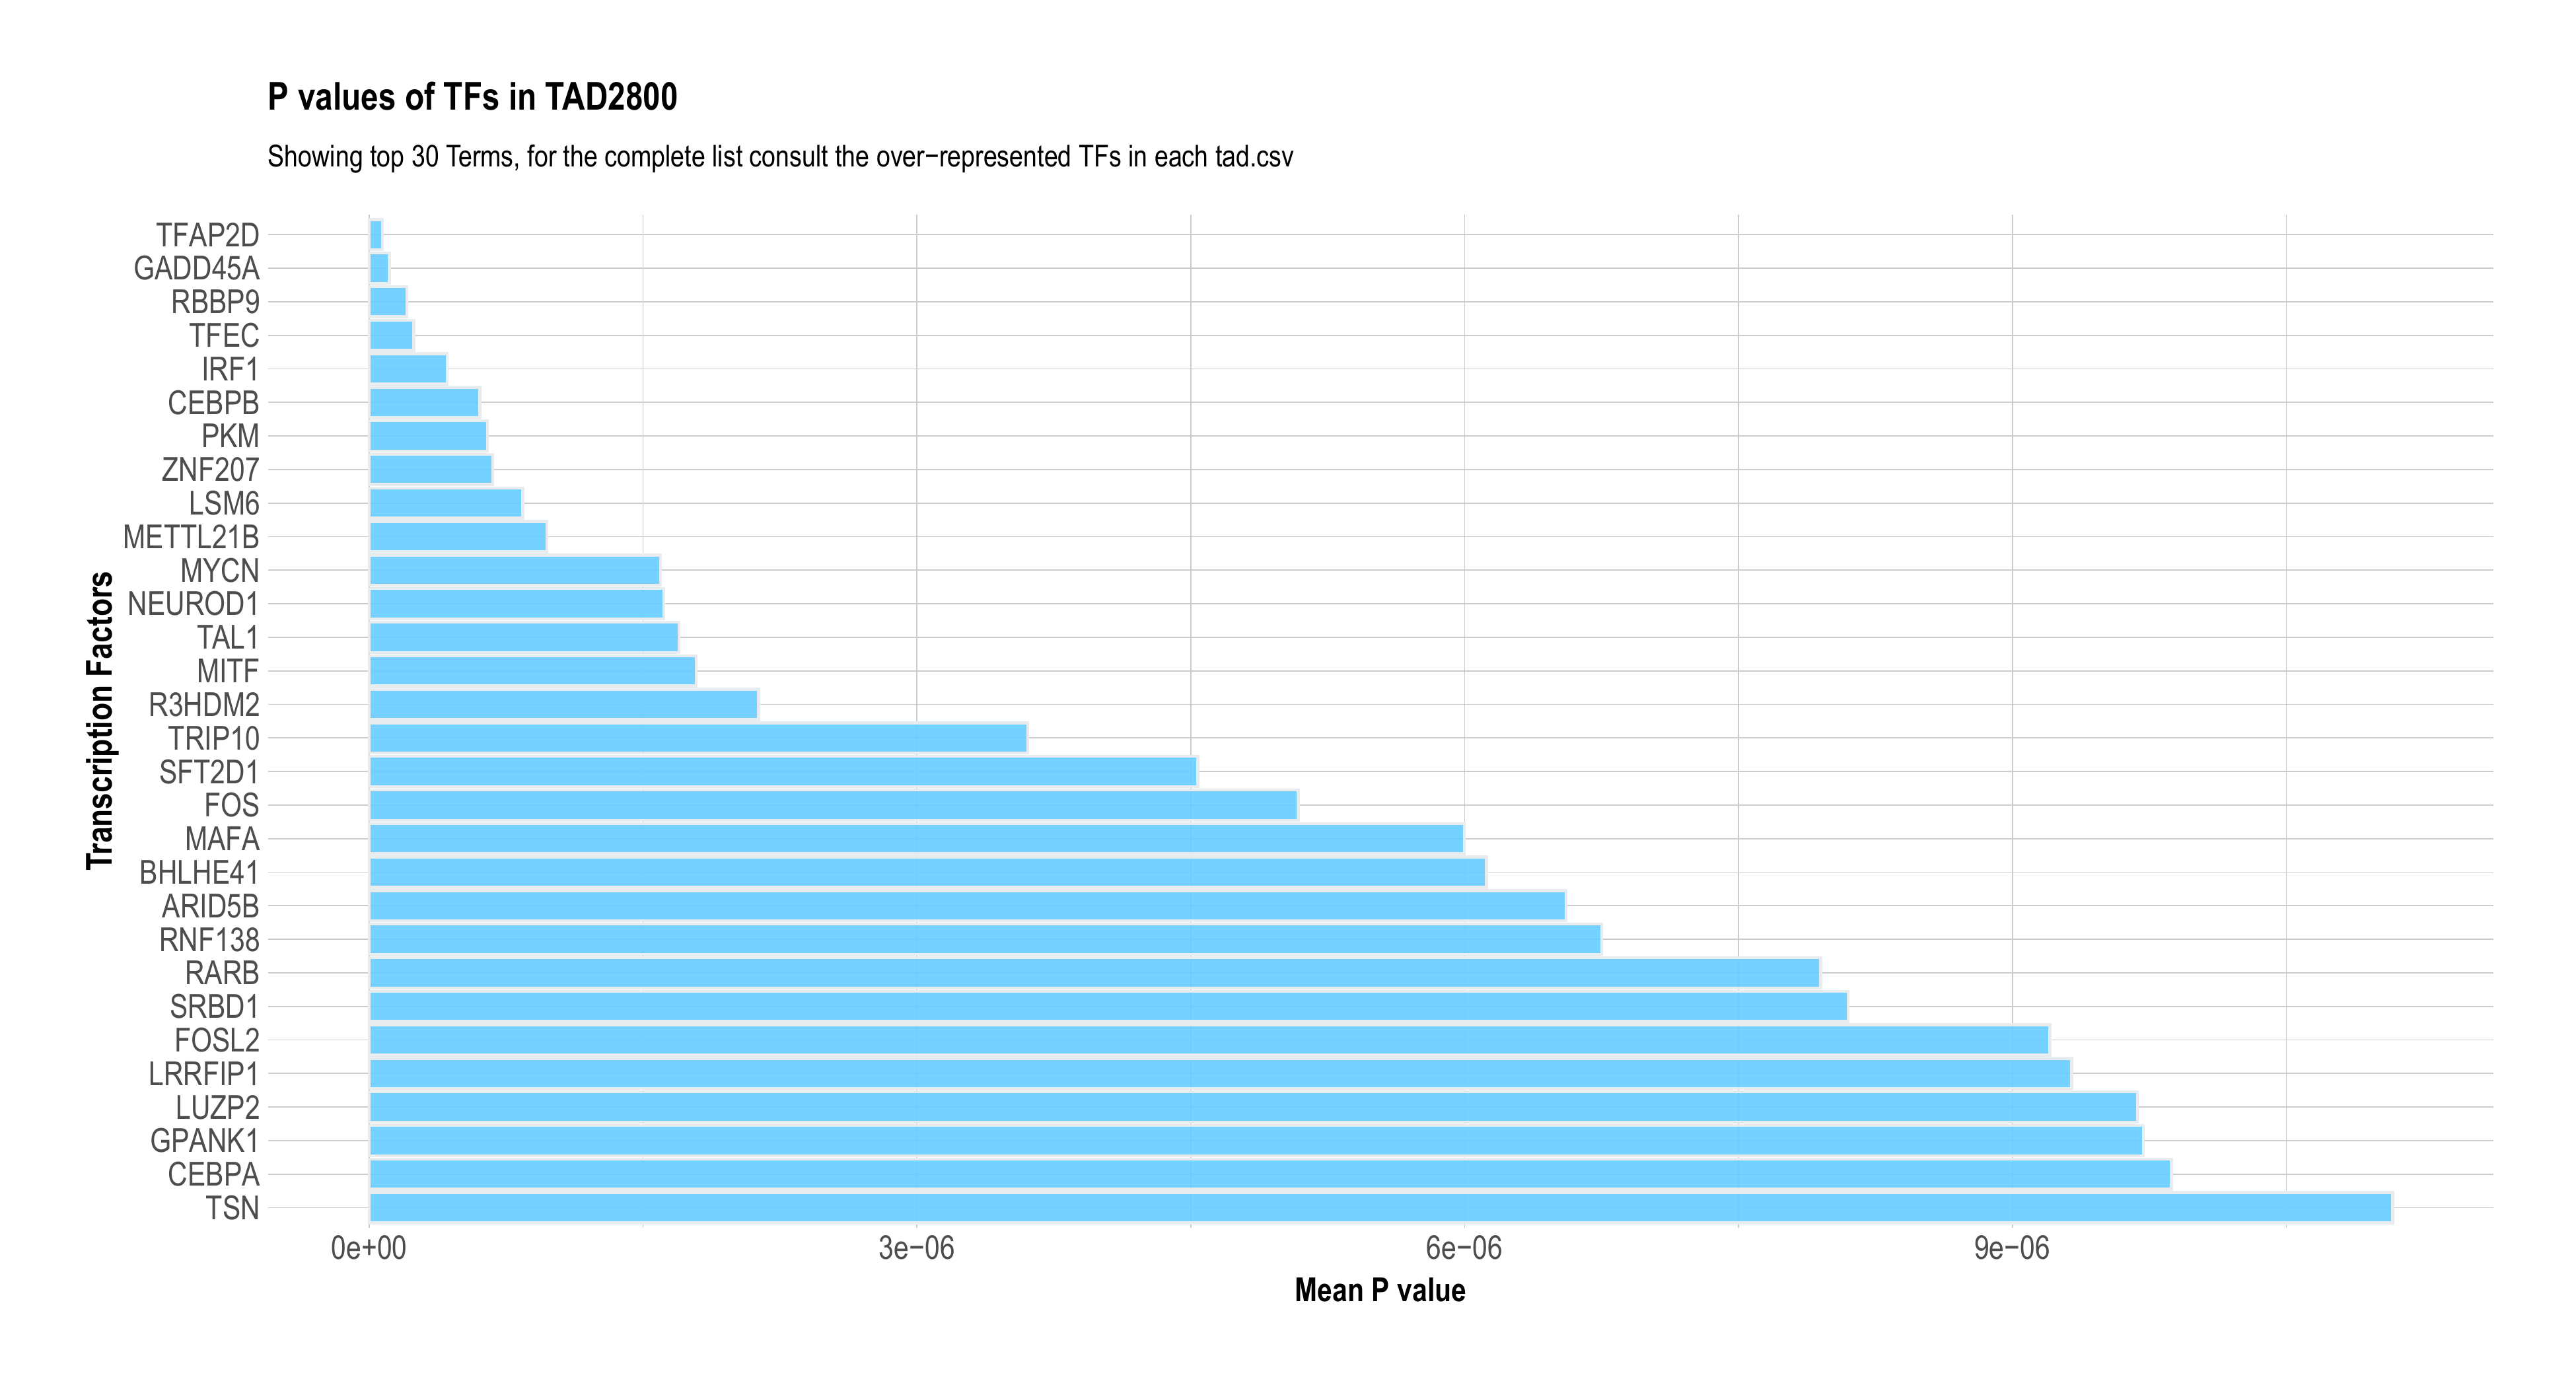 P values of TFs in TAD2800
Showing top 30 Terms, for the complete list consult the over−represented TFs in each tad.csv
Transcription Factors
TFAP2D
GADD45A
RBBP9
TFEC
IRF1
CEBPB
PKM
ZNF207
LSM6
METTL21B
MYCN
NEUROD1
TAL1
MITF
R3HDM2
TRIP10
SFT2D1
FOS
MAFA
BHLHE41
ARID5B
RNF138
RARB
SRBD1
FOSL2
LRRFIP1
LUZP2
GPANK1
CEBPA
TSN
0e+00 3e−06 6e−06 9e−06
Mean P value